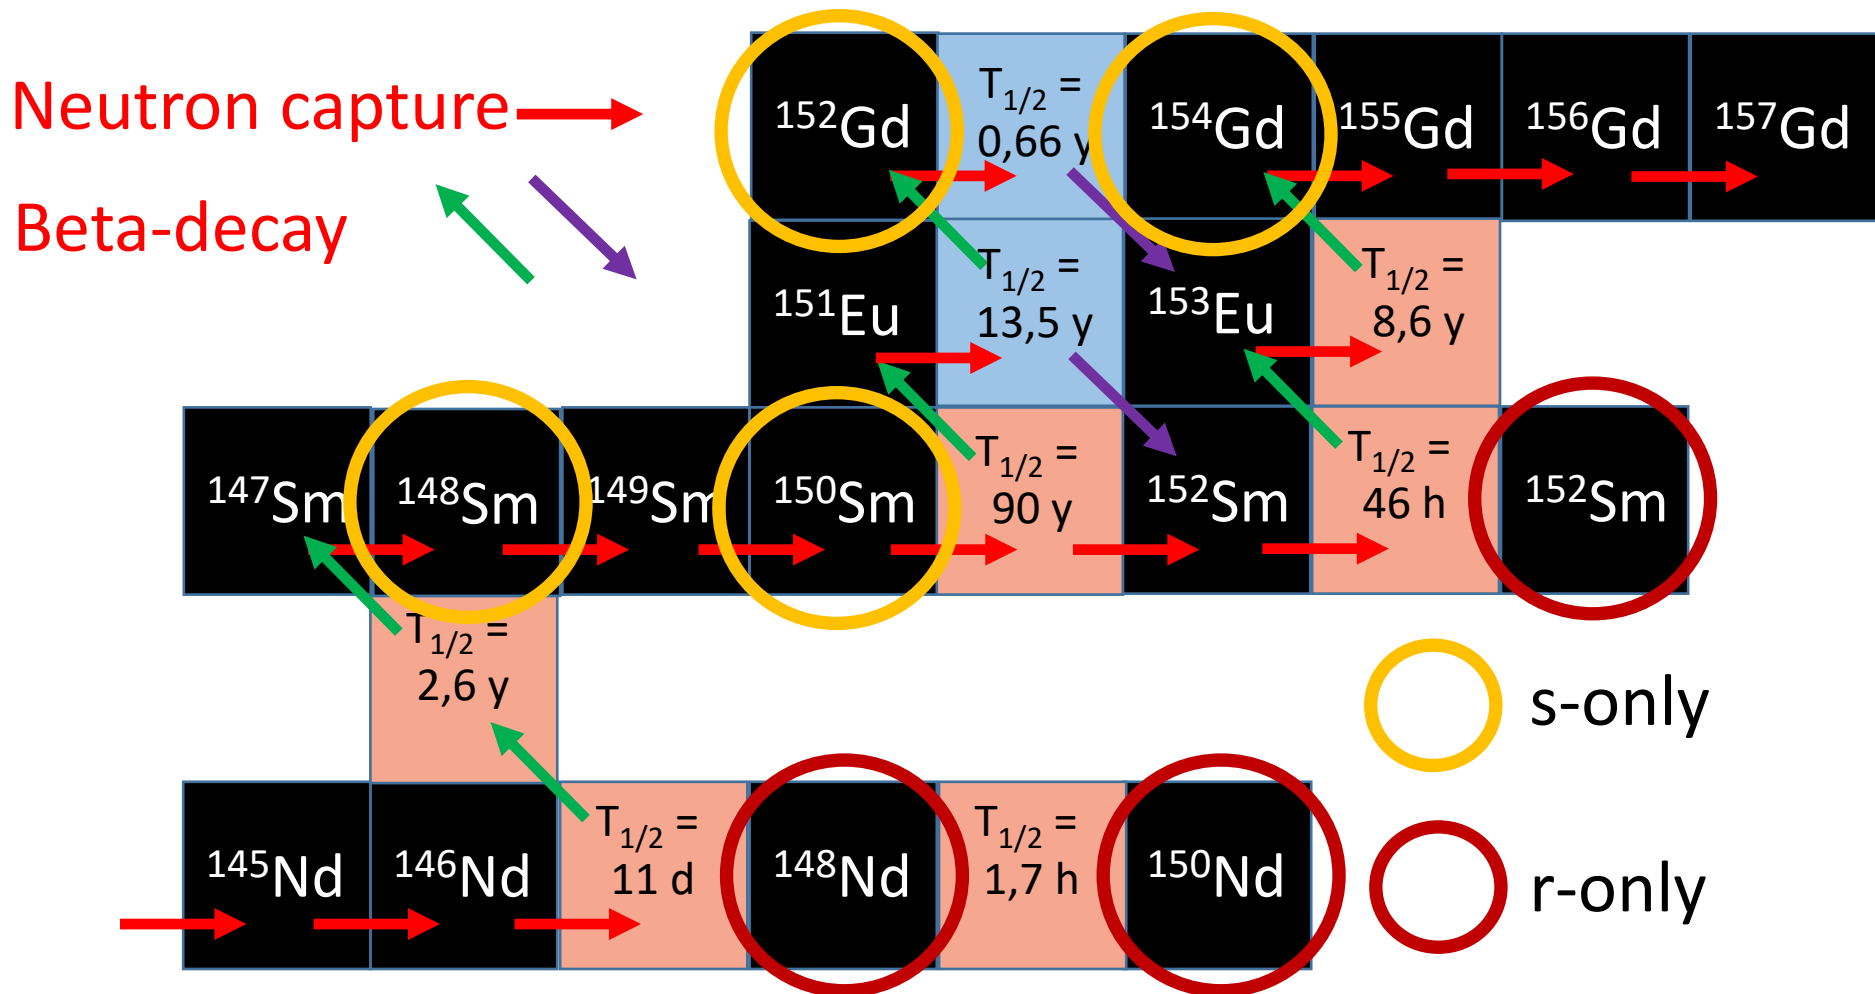 Neutron capture
Beta-decay
¹⁵²Gd
T₁/₂ =
0,66 y
¹⁵⁴Gd
¹⁵⁵Gd
¹⁵⁶Gd
¹⁵⁷Gd
¹⁵¹Eu
T₁/₂ =
13,5 y
¹⁵³Eu
T₁/₂ =
8,6 y
¹⁴⁷Sm
¹⁴⁸Sm
¹⁴⁹Sm
¹⁵⁰Sm
T₁/₂ =
90 y
¹⁵²Sm
T₁/₂ =
46 h
¹⁵²Sm
T₁/₂ =
2,6 y
s-only
¹⁴⁵Nd
¹⁴⁶Nd
T₁/₂ =
11 d
¹⁴⁸Nd
T₁/₂ =
1,7 h
¹⁵⁰Nd
r-only